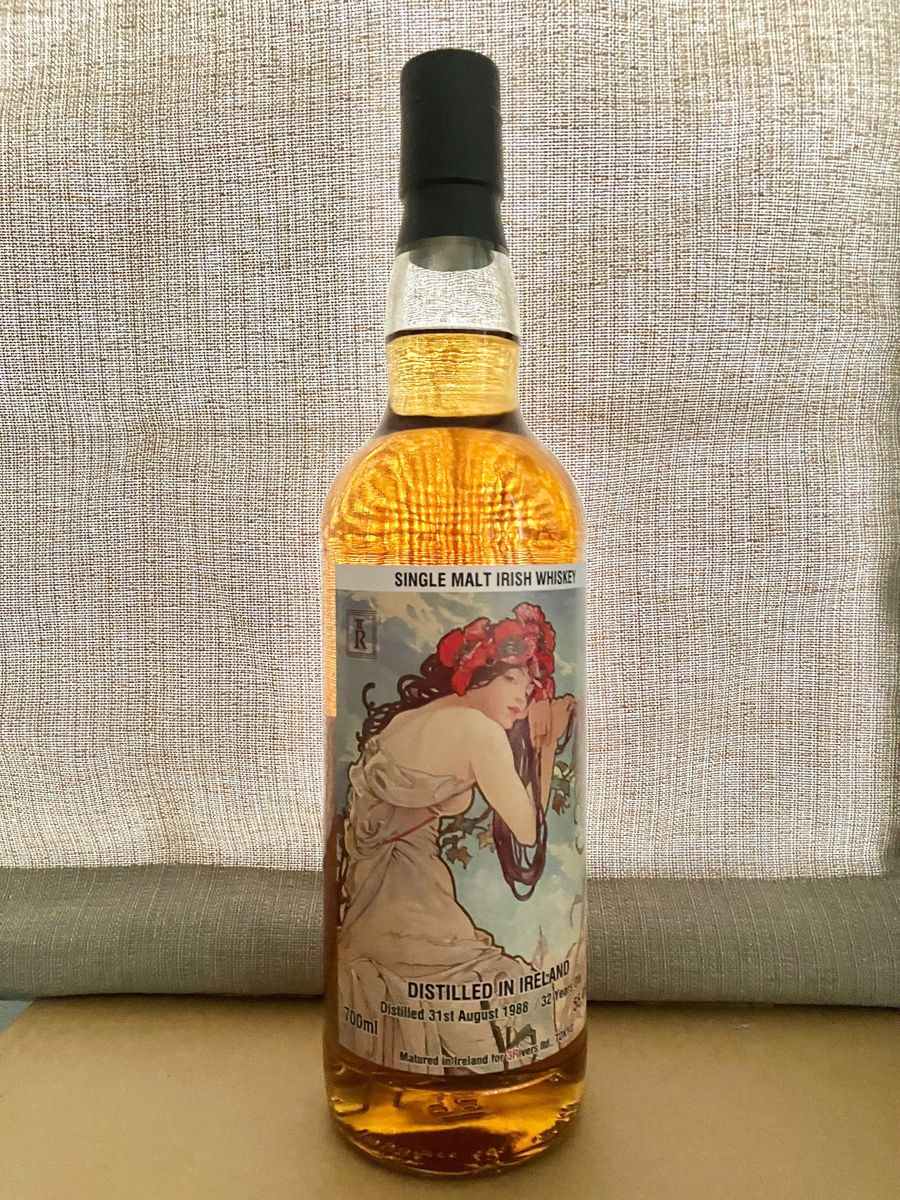 SINGLE MALT IRISH WHISKEY
TR
DISTILLED IN IRELAND
Distilled 31st August 1988 / 32 Years
700ml
Matured in Ireland for 3Rivers ltd., TOKYO